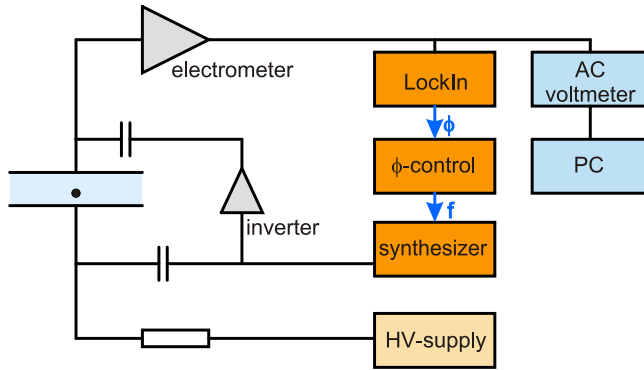 electrometer
LockIn
AC
voltmeter
ϕ
ϕ-control
PC
f
inverter
synthesizer
HV-supply